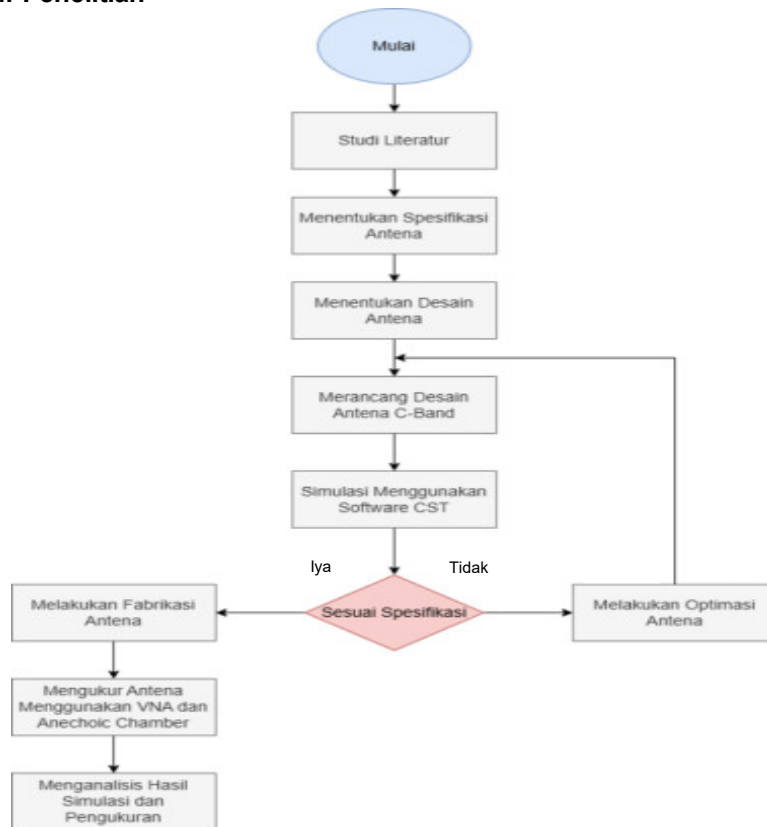 Penelitian
Mulai
Studi Literatur
Menentukan Spesifikasi
Antena
Menentukan Desain
Antena
Merancang Desain
Antena C-Band
Simulasi Menggunakan
Software CST
Iya
Tidak
Sesuai Spesifikasi
Melakukan Fabrikasi
Antena
Melakukan Optimasi
Antena
Mengukur Antena
Menggunakan VNA dan
Anechoic Chamber
Menganalisis Hasil
Simulasi dan
Pengukuran